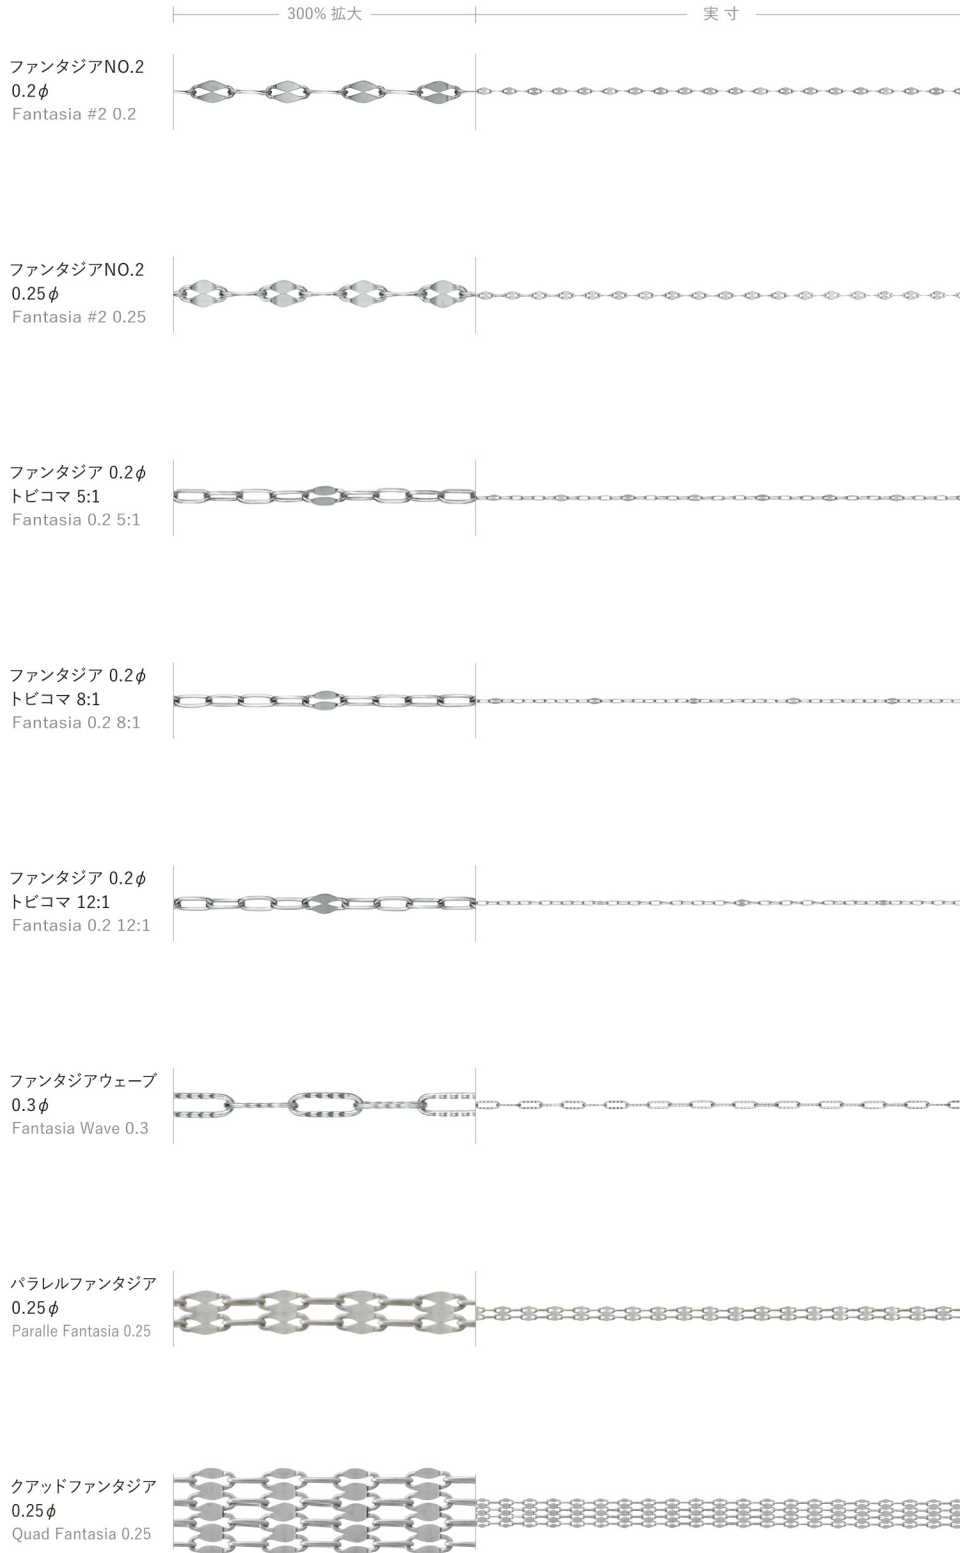 300% 拡大
実寸
ファンタジアNO.2
0.2φ
Fantasia #2 0.2
ファンタジアNO.2
0.25φ
Fantasia #2 0.25
ファンタジア 0.2φ
トビコマ 5:1
Fantasia 0.2 5:1
ファンタジア 0.2φ
トビコマ 8:1
Fantasia 0.2 8:1
ファンタジア 0.2φ
トビコマ 12:1
Fantasia 0.2 12:1
ファンタジアウェーブ
0.3φ
Fantasia Wave 0.3
パラレルファンタジア
0.25φ
Paralle Fantasia 0.25
クアッドファンタジア
0.25φ
Quad Fantasia 0.25